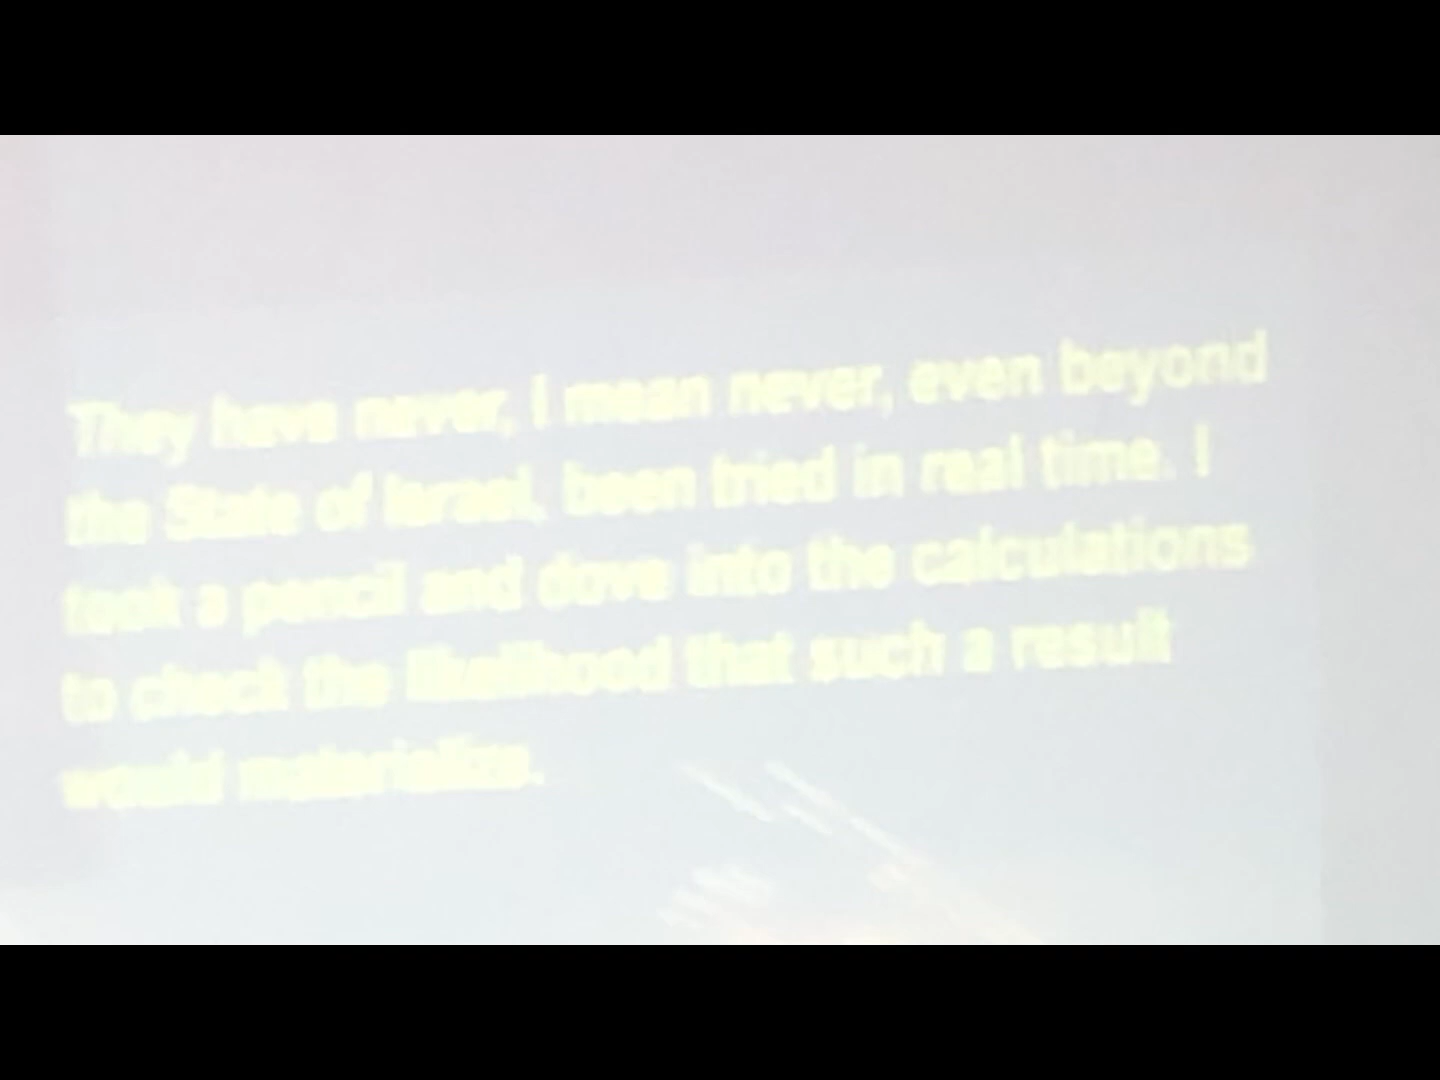 They have never, I mean never, even beyond
the State of Israel, been tried in real time. I
took a pencil and dove into the calculations
to check the likelihood that such a result
would materialize.